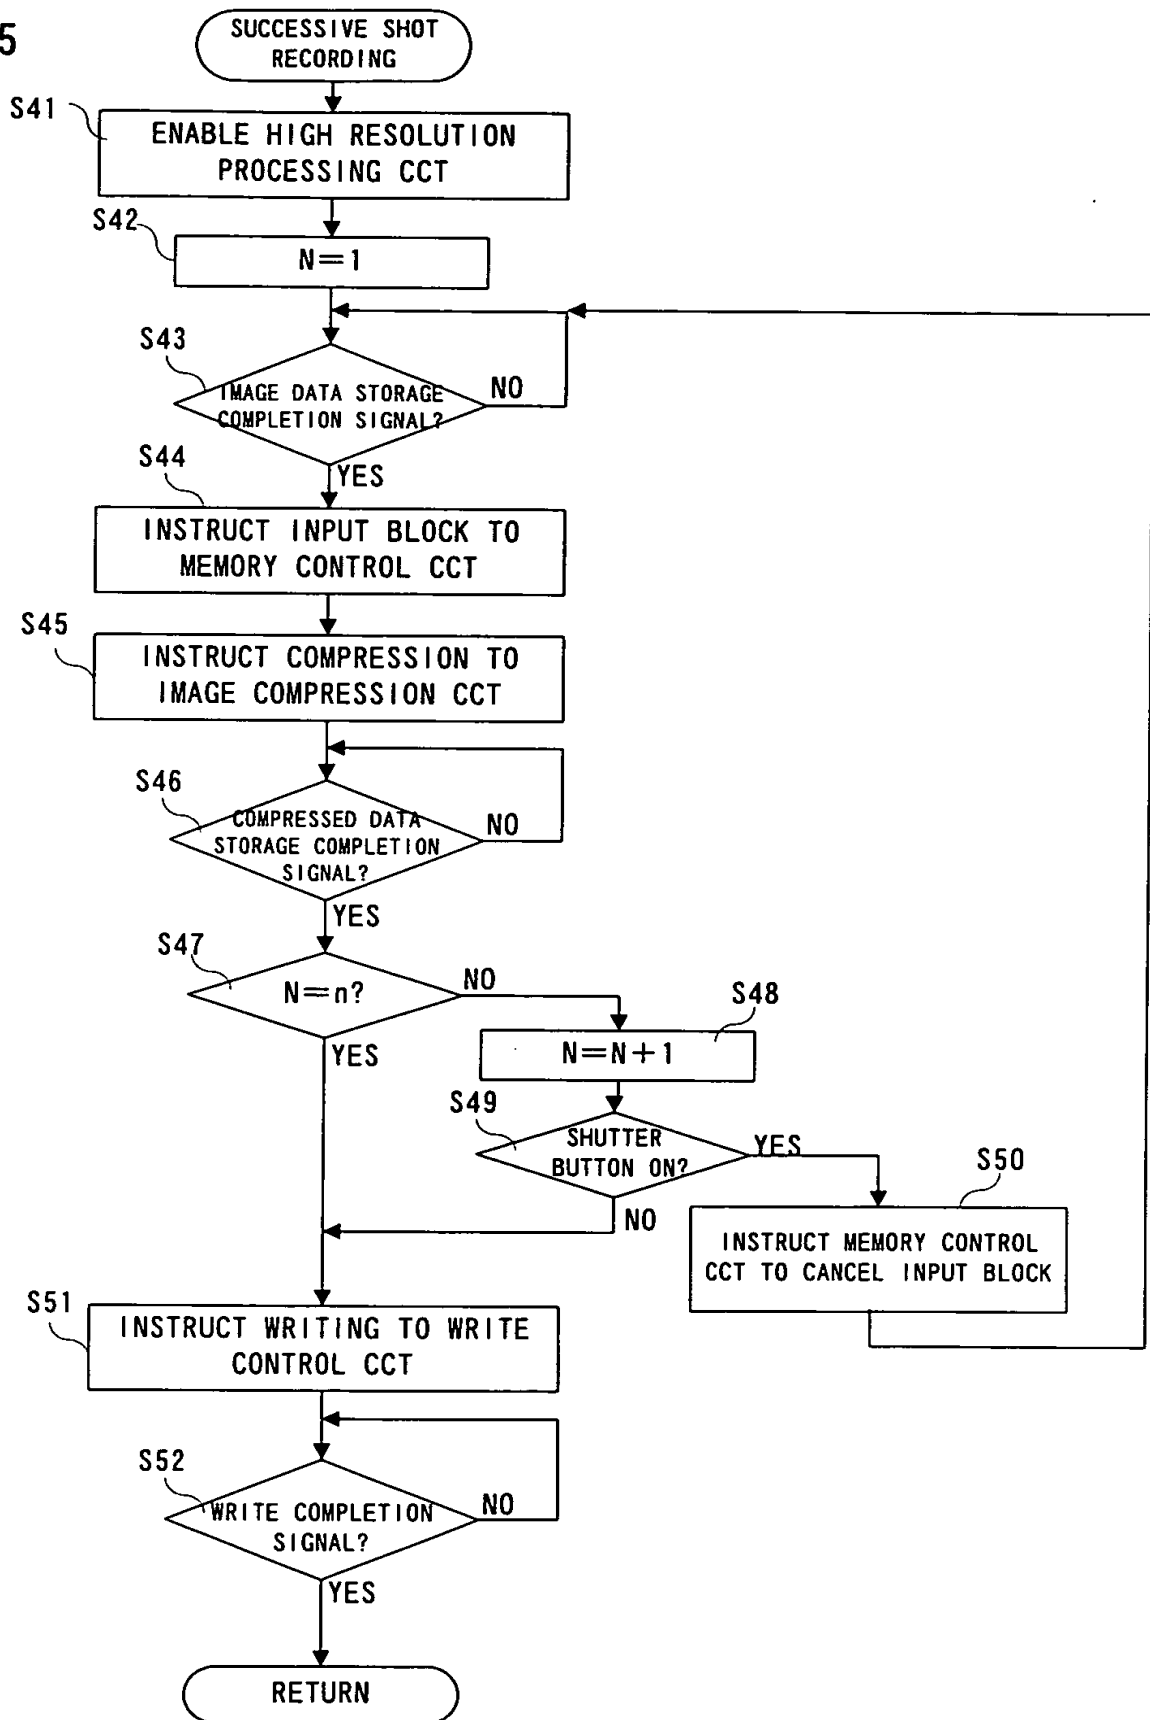 5
SUCCESSIVE SHOT
RECORDING
S41
ENABLE HIGH RESOLUTION
PROCESSING CCT
S42
N=1
S43
IMAGE DATA STORAGE
COMPLETION SIGNAL?
NO
YES
S44
INSTRUCT INPUT BLOCK TO
MEMORY CONTROL CCT
S45
INSTRUCT COMPRESSION TO
IMAGE COMPRESSION CCT
S46
COMPRESSED DATA
STORAGE COMPLETION
SIGNAL?
NO
YES
S47
N=n?
NO
YES
S48
N=N+1
S49
SHUTTER
BUTTON ON?
YES
NO
S50
INSTRUCT MEMORY CONTROL
CCT TO CANCEL INPUT BLOCK
S51
INSTRUCT WRITING TO WRITE
CONTROL CCT
S52
WRITE COMPLETION
SIGNAL?
NO
YES
RETURN